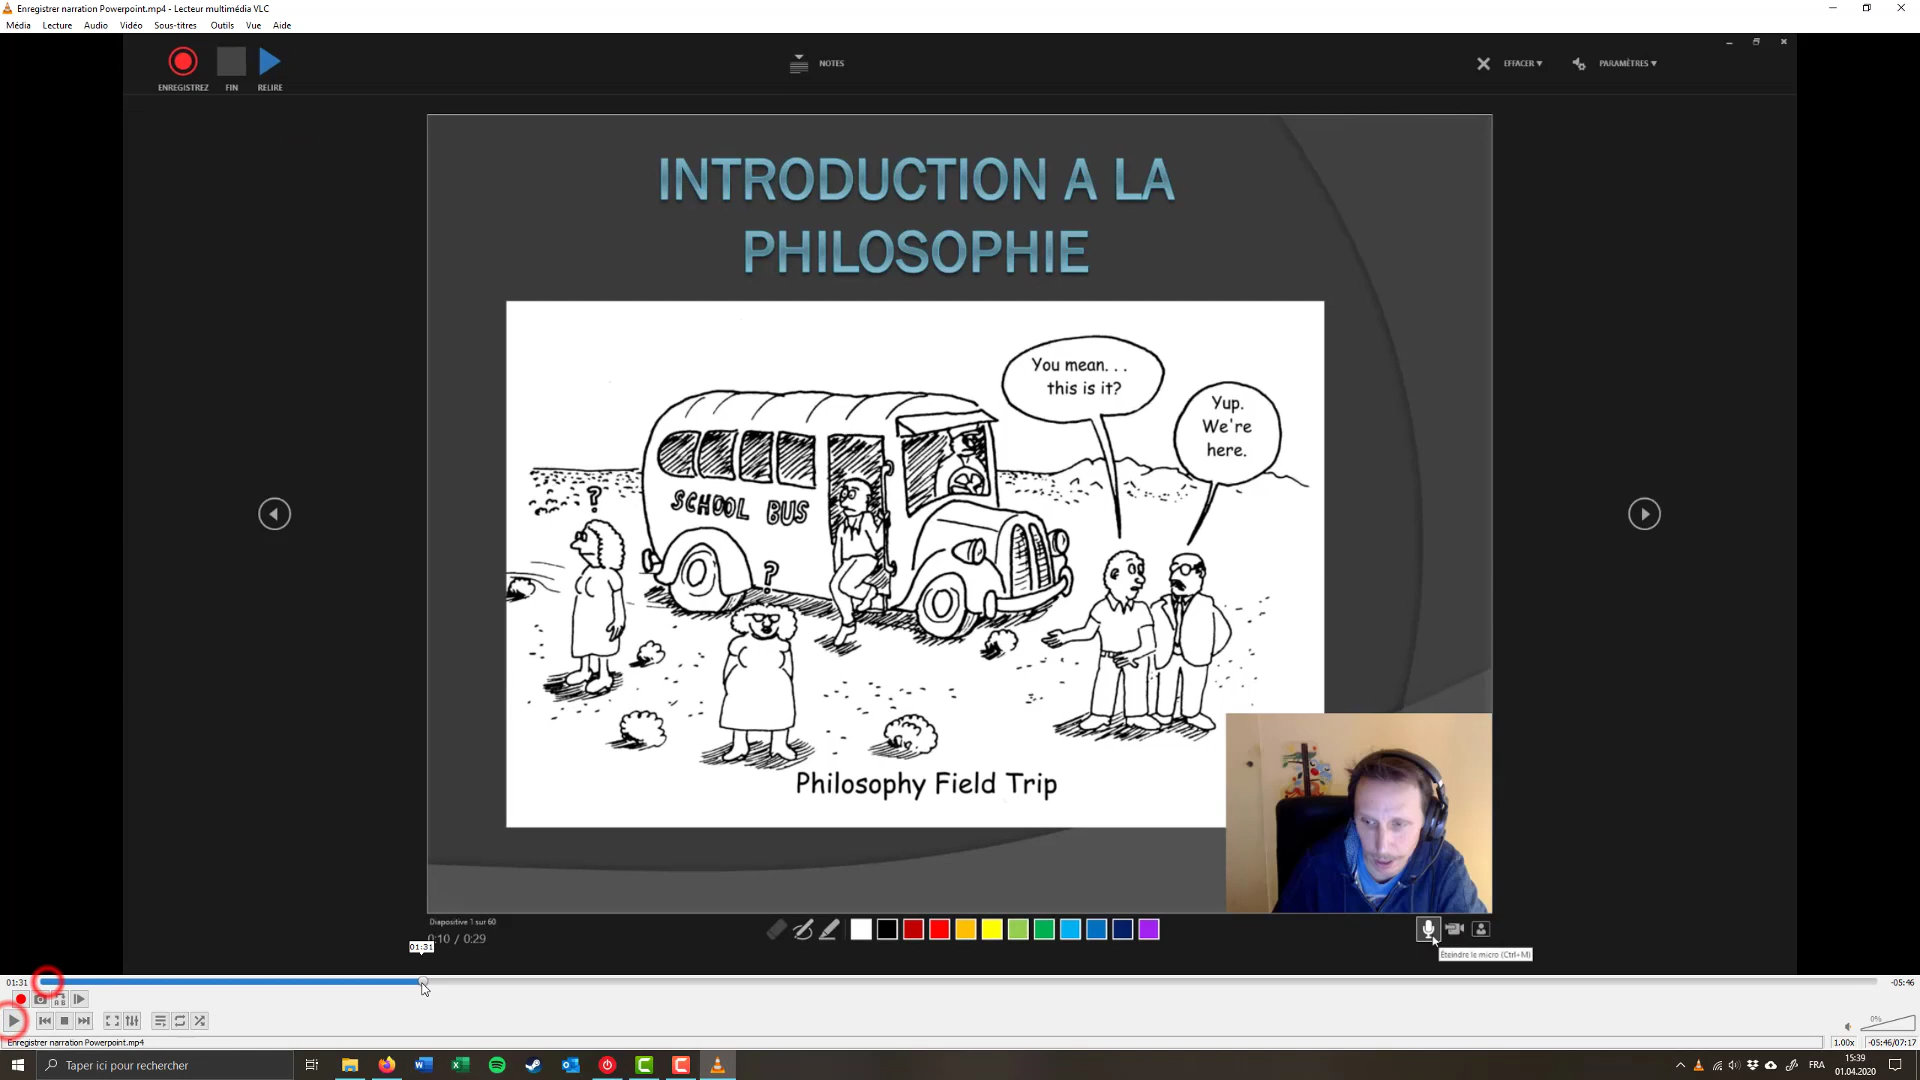 Enregistrer narration Powerpoint.mp4 - Lecteur multimédia VLC
Média Lecture Audio Vidéo Sous-titres Outils Vue Aide
ENREGISTREZ FIN RELIRE
NOTES
EFFACER
PARAMÈTRES
INTRODUCTION A LA
PHILOSOPHIE
You mean. . .
this is it?
Yup.
We're
here.
?
SCHOOL BUS
?
Philosophy Field Trip
Diapositive 1 sur 60
0:10 / 0:29
Éteindre le micro (Ctrl+M)
01:31
01:31
-05:46
0%
Enregistrer narration Powerpoint.mp4
1.00x
-05:46/07:17
Taper ici pour rechercher
FRA
15:39
01.04.2020